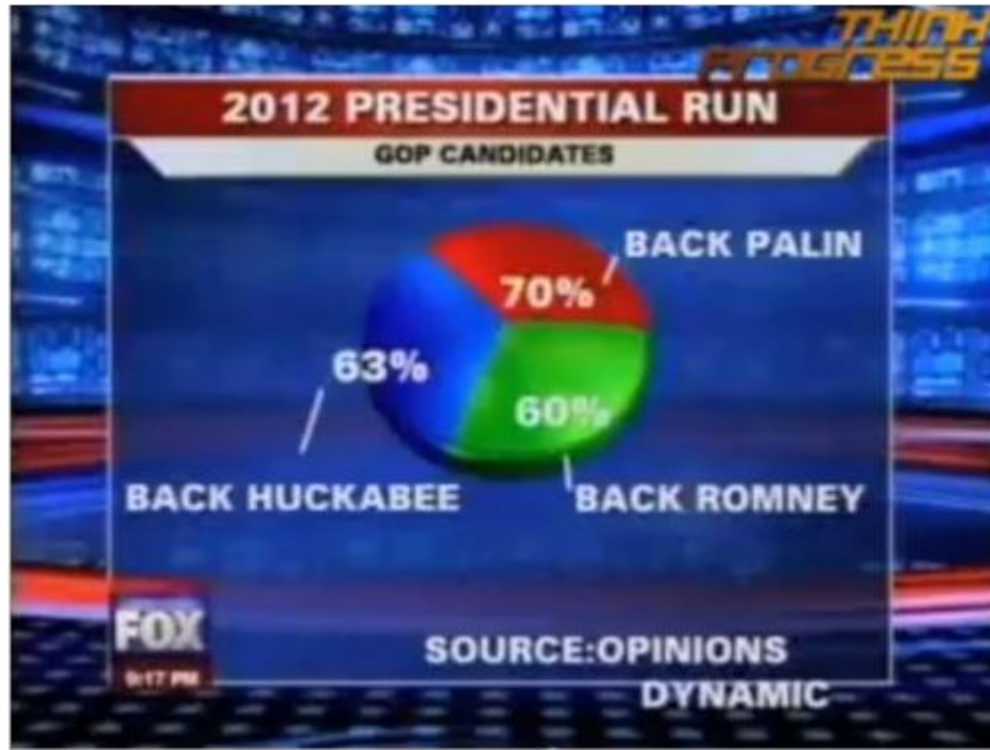 THINK
PROGRESS
2012 PRESIDENTIAL RUN
GOP CANDIDATES
BACK PALIN
70%
63%
60%
BACK HUCKABEE
BACK ROMNEY
FOX
9:17 PM
SOURCE:OPINIONS
DYNAMIC